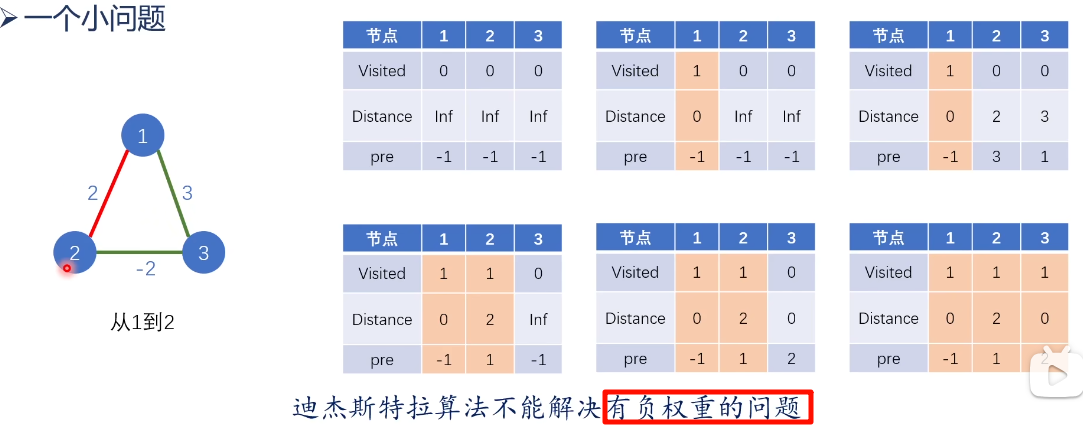 一个小问题
节点 1 2 3
Visited 0 0 0
Distance Inf Inf Inf
pre -1 -1 -1
节点 1 2 3
Visited 1 0 0
Distance 0 Inf Inf
pre -1 -1 -1
节点 1 2 3
Visited 1 0 0
Distance 0 2 3
pre -1 3 1
1
2
3
2
3
-2
从1到2
节点 1 2 3
Visited 1 1 0
Distance 0 2 Inf
pre -1 1 -1
节点 1 2 3
Visited 1 1 0
Distance 0 2 0
pre -1 1 2
节点 1 2 3
Visited 1 1 1
Distance 0 2 0
pre -1 1 2
迪杰斯特拉算法不能解决有负权重的问题